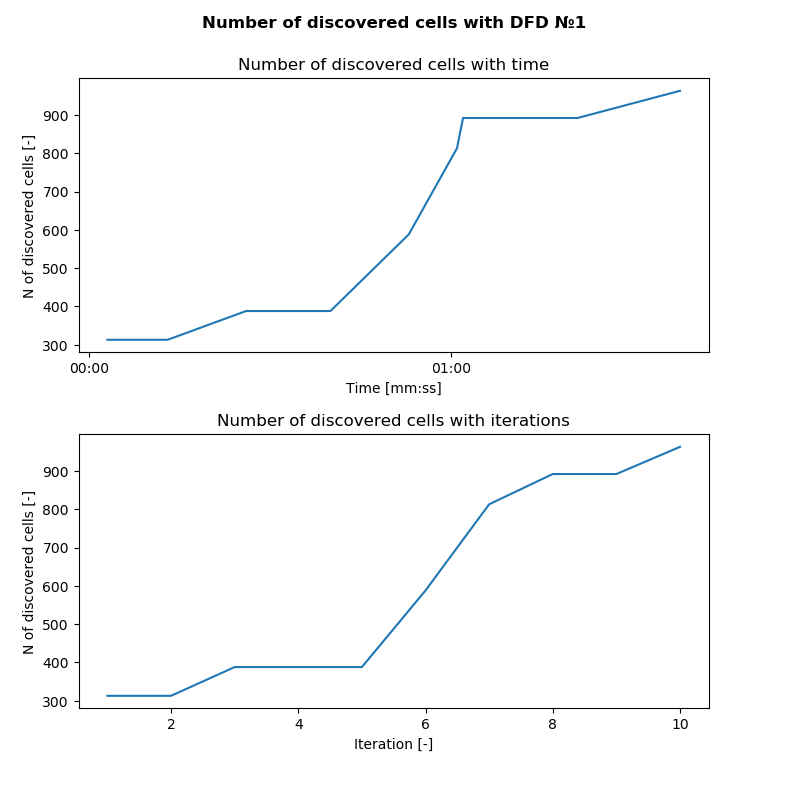 Number of discovered cells with DFD №1
Number of discovered cells with time
900
800
700
600
500
400
300
N of discovered cells [-]
00:00 01:00
Time [mm:ss]
Number of discovered cells with iterations
900
800
700
600
500
400
300
N of discovered cells [-]
2 4 6 8 10
Iteration [-]